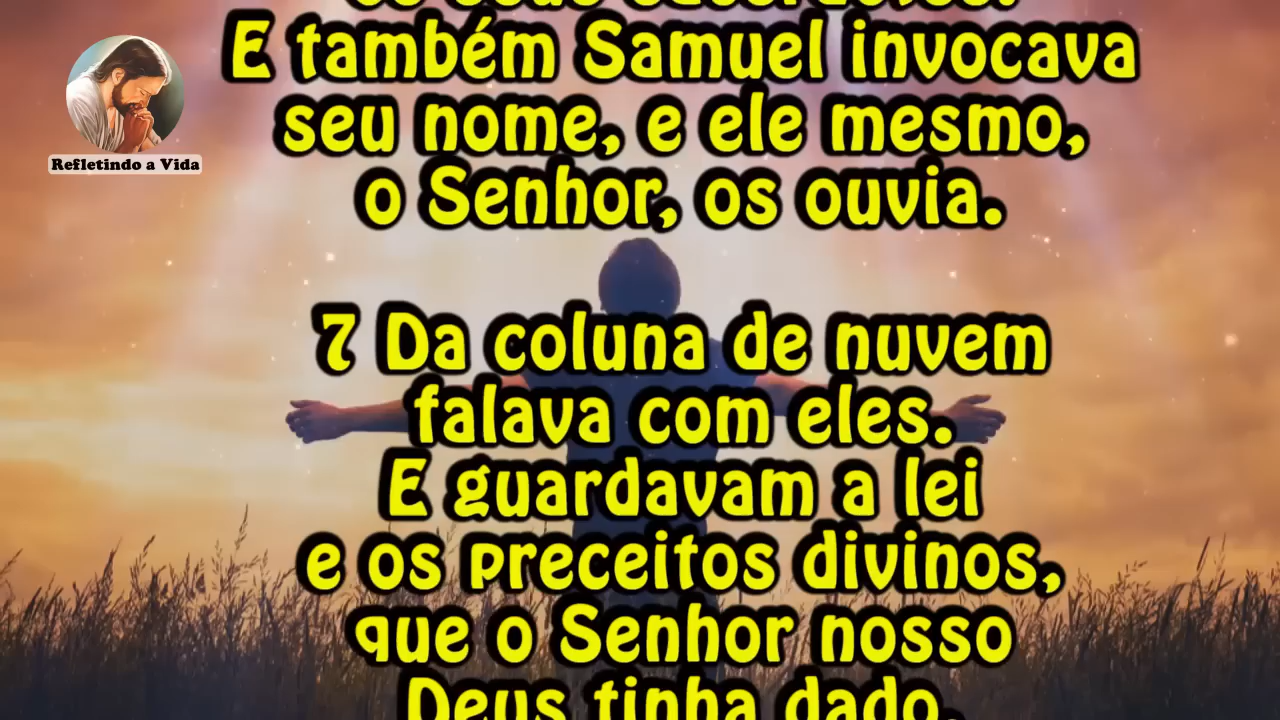 E também Samuel invocava
seu nome, e ele mesmo,
o Senhor, os ouvia.
7 Da coluna de nuvem
falava com eles.
E guardavam a lei
e os preceitos divinos,
que o Senhor nosso
Deus tinha dado.
Refletindo a Vida